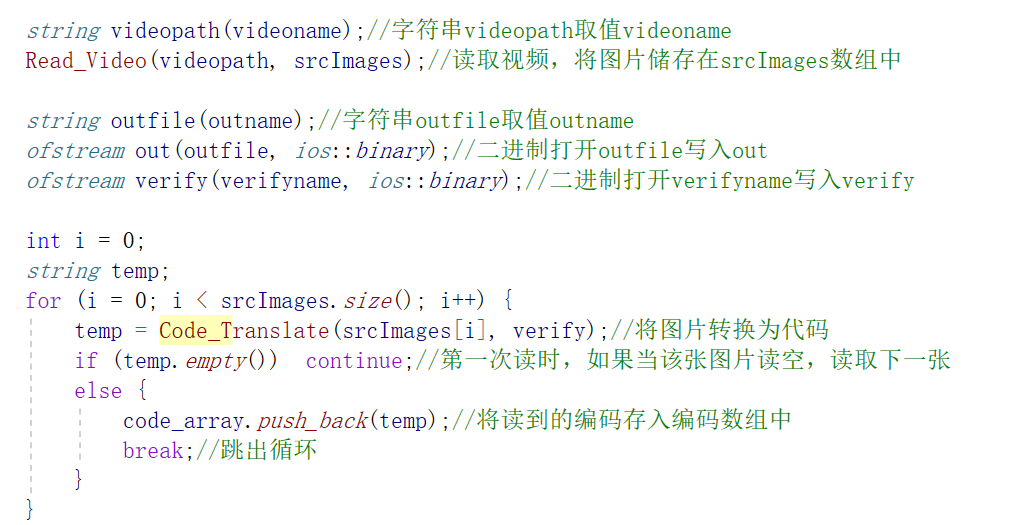 string videopath(videoname);//字符串videopath取值videoname
Read_Video(videopath, srcImages);//读取视频，将图片储存在srcImages数组中
string outfile(outname);//字符串outfile取值outname
ofstream out(outfile, ios::binary);//二进制打开outfile写入out
ofstream verify(verifyname, ios::binary);//二进制打开verifyname写入verify
int i = 0;
string temp;
for (i = 0; i < srcImages.size(); i++) {
    temp = Code_Translate(srcImages[i], verify);//将图片转换为代码
    if (temp.empty())  continue;//第一次读时，如果当该张图片读空，读取下一张
    else {
        code_array.push_back(temp);//将读到的编码存入编码数组中
        break;//跳出循环
    }
}